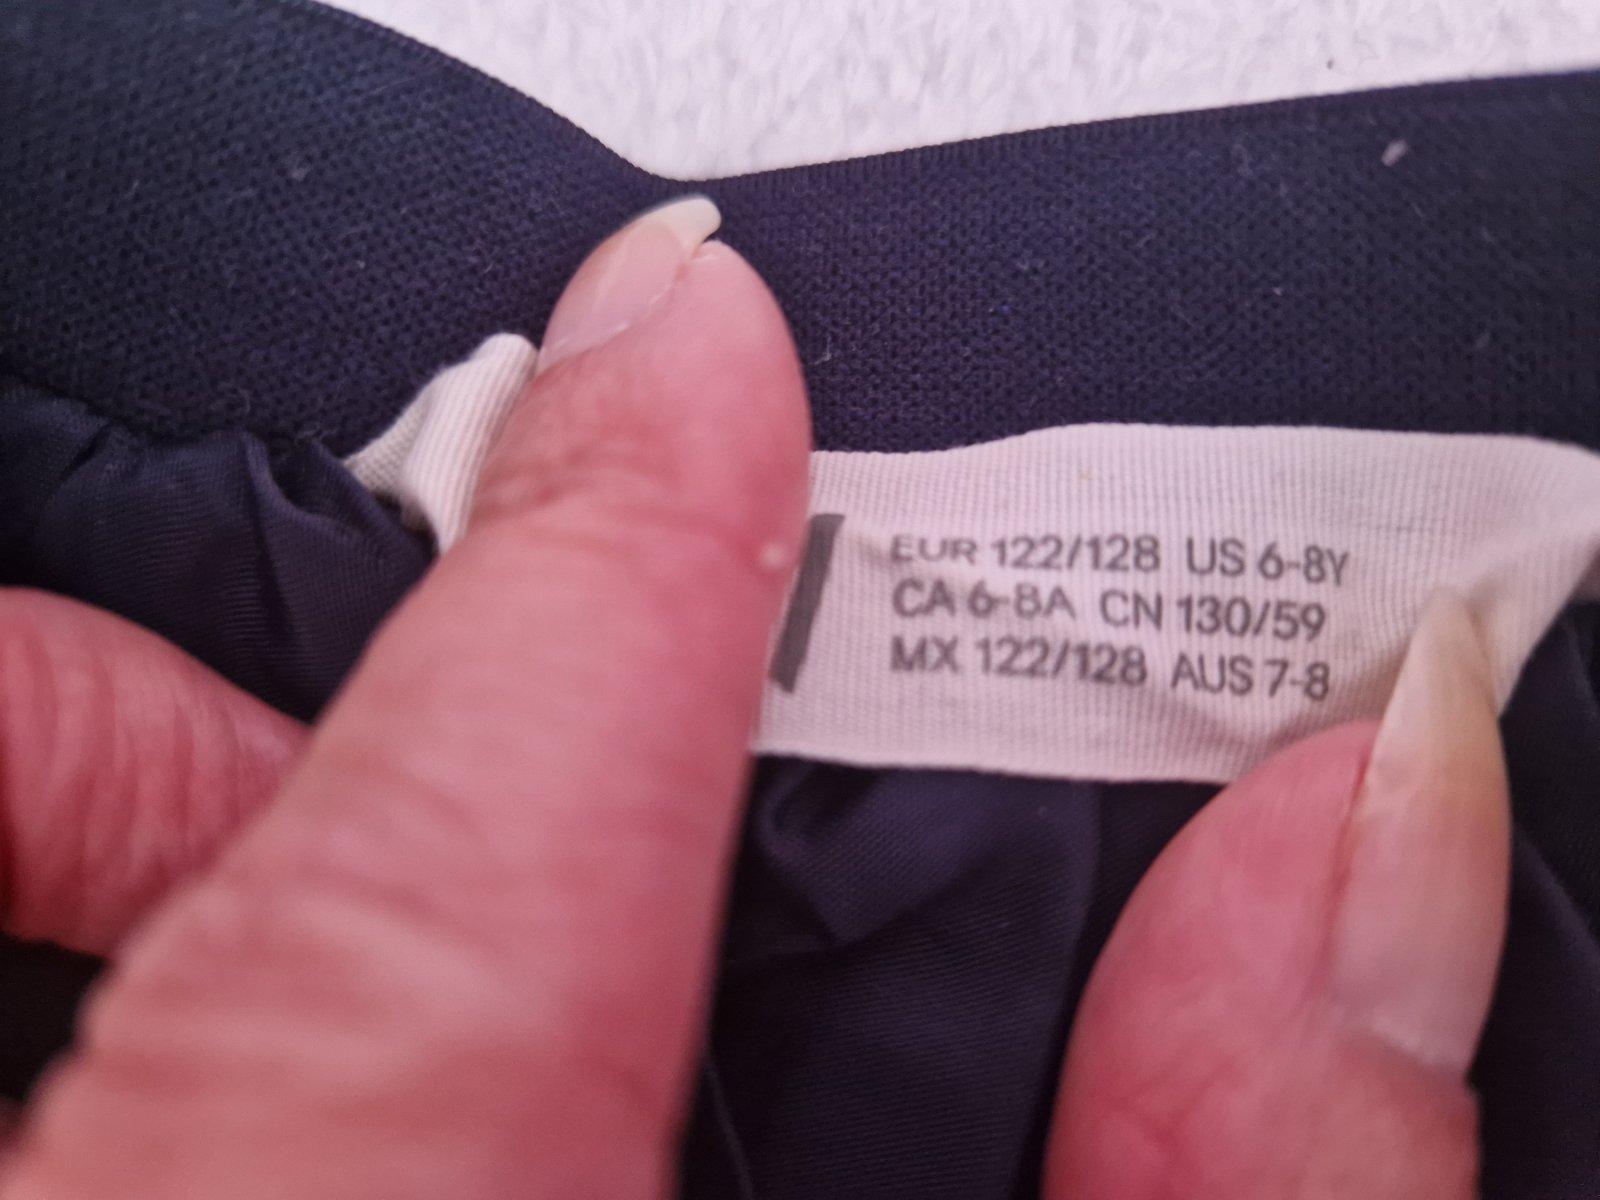 EUR 122/128 US 6-8Y
CA 6-8A CN 130/59
MX 122/128 AUS 7-8